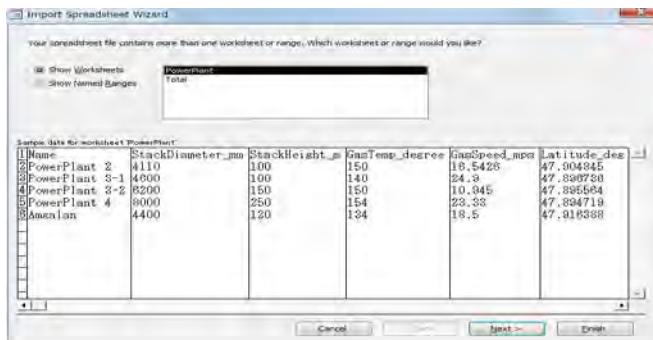 Import Spreadsheet Wizard
Your spreadsheet file contains more than one worksheet or range. Which worksheet or range would you like?
Show Worksheets
Show Named Ranges
PowerPlant
Total
Sample data for worksheet 'PowerPlant'.
1 Name StackDiameter_mm StackHeight_m GasTemp_degree GasSpeed_mps Latitude_deg
2 PowerPlant 2 4110 100 150 16.5426 47.904845
3 PowerPlant 3-1 4600 100 140 24.9 47.896736
4 PowerPlant 3-2 6200 150 150 10.945 47.895564
5 PowerPlant 4 8000 250 154 23.33 47.894719
6 Amgalan 4400 120 134 18.5 47.916388
Cancel Next > Finish